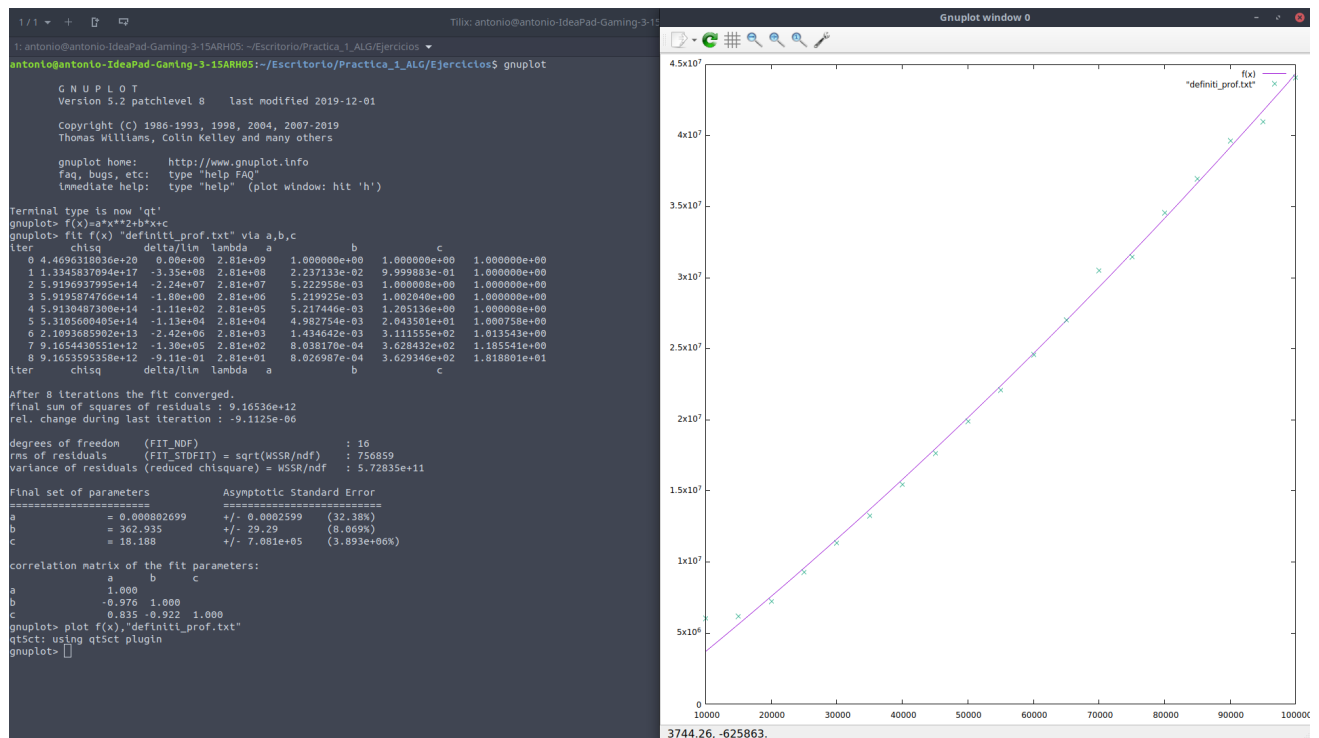 1 / 1
Tilix: antonio@antonio-IdeaPad-Gaming-3-15
1: antonio@antonio-IdeaPad-Gaming-3-15ARH05: ~/Escritorio/Practica_1_ALG/Ejercicios
antonio@antonio-IdeaPad-Gaming-3-15ARH05:~/Escritorio/Practica_1_ALG/Ejercicios$ gnuplot
G N U P L O T
Version 5.2 patchlevel 8    last modified 2019-12-01
Copyright (C) 1986-1993, 1998, 2004, 2007-2019
Thomas Williams, Colin Kelley and many others
gnuplot home:     http://www.gnuplot.info
faq, bugs, etc:   type "help FAQ"
immediate help:   type "help"  (plot window: hit 'h')
Terminal type is now 'qt'
gnuplot> f(x)=a*x**2+b*x+c
gnuplot> fit f(x) "definiti_prof.txt" via a,b,c
iter      chisq       delta/lim  lambda   a             b             c
0 4.4696318036e+20   0.00e+00  2.81e+09    1.000000e+00   1.000000e+00   1.000000e+00
1 1.3345837094e+17  -3.35e+08  2.81e+08    2.237133e-02   9.999883e-01   1.000000e+00
2 5.9196937995e+14  -2.24e+07  2.81e+07    5.222958e-03   1.000008e+00   1.000000e+00
3 5.9195874766e+14  -1.80e+00  2.81e+06    5.219925e-03   1.002040e+00   1.000000e+00
4 5.9130487300e+14  -1.11e+02  2.81e+05    5.217446e-03   1.205136e+00   1.000008e+00
5 5.3105600405e+14  -1.13e+04  2.81e+04    4.982754e-03   2.043501e+01   1.000758e+00
6 2.1093685902e+13  -2.42e+06  2.81e+03    1.434642e-03   3.111555e+02   1.013543e+00
7 9.1654430551e+12  -1.30e+05  2.81e+02    8.038170e-04   3.628432e+02   1.185541e+00
8 9.1653595358e+12  -9.11e-01  2.81e+01    8.026987e-04   3.629346e+02   1.818801e+01
iter      chisq       delta/lim  lambda   a             b             c
After 8 iterations the fit converged.
final sum of squares of residuals : 9.16536e+12
rel. change during last iteration : -9.1125e-06
degrees of freedom    (FIT_NDF)                        : 16
rms of residuals      (FIT_STDFIT) = sqrt(WSSR/ndf)    : 756859
variance of residuals (reduced chisquare) = WSSR/ndf   : 5.72835e+11
Final set of parameters            Asymptotic Standard Error
=======================            ==========================
a               = 0.000802699      +/- 0.0002599    (32.38%)
b               = 362.935          +/- 29.29        (8.069%)
c               = 18.188           +/- 7.081e+05    (3.893e+06%)
correlation matrix of the fit parameters:
a      b      c
a               1.000
b              -0.976  1.000
c               0.835 -0.922  1.000
gnuplot> plot f(x),"definiti_prof.txt"
qt5ct: using qt5ct plugin
gnuplot>
Gnuplot window 0
f(x)
"definiti_prof.txt"
4.5x10⁷
4x10⁷
3.5x10⁷
3x10⁷
2.5x10⁷
2x10⁷
1.5x10⁷
1x10⁷
5x10⁶
0
10000 20000 30000 40000 50000 60000 70000 80000 90000 100000
3744.26, -625863.